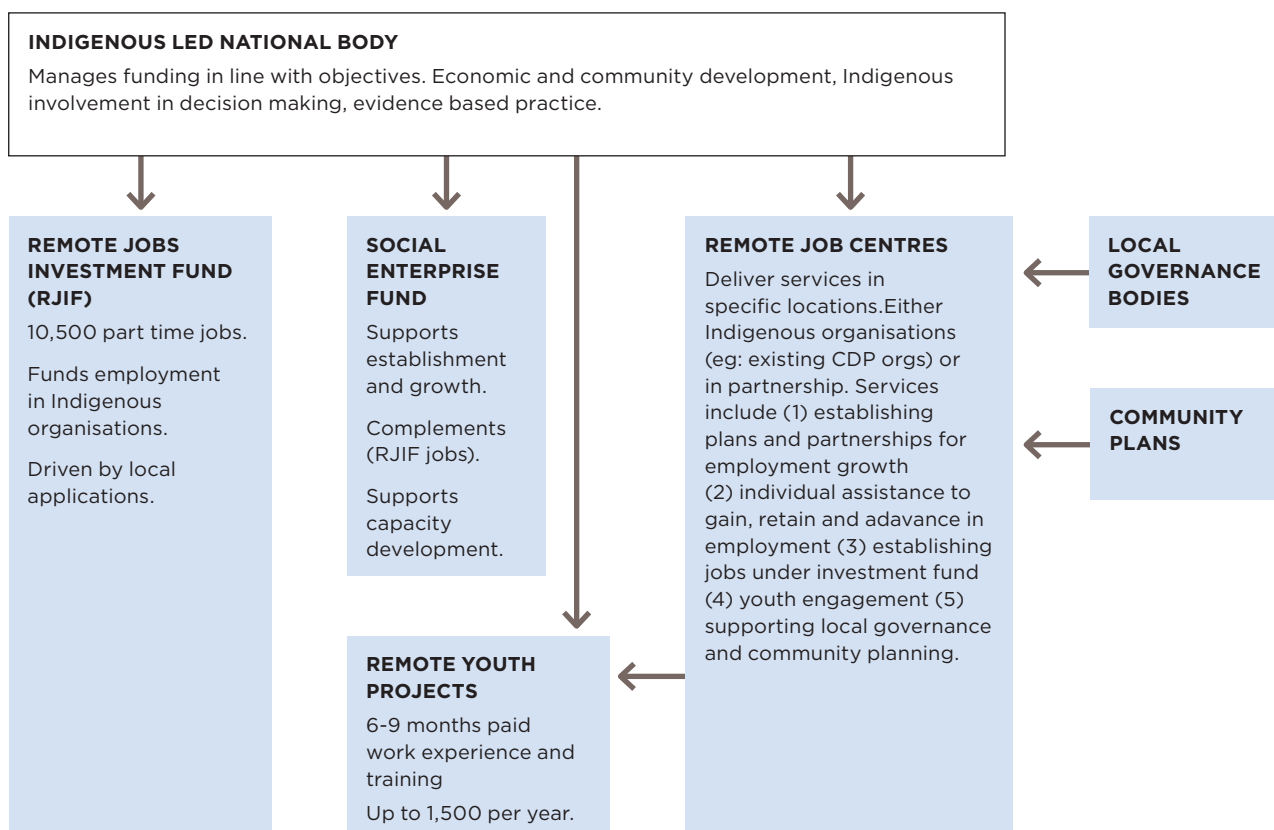 INDIGENOUS LED NATIONAL BODY
Manages funding in line with objectives. Economic and community development, Indigenous
involvement in decision making, evidence based practice.
REMOTE JOBS
INVESTMENT FUND
(RJIF)
10,500 part time jobs.
Funds employment
in Indigenous
organisations.
Driven by local
applications.
SOCIAL
ENTERPRISE
FUND
Supports
establishment
and growth.
Complements
(RJIF jobs).
Supports
capacity
development.
REMOTE YOUTH
PROJECTS
6-9 months paid
work experience and
training
Up to 1,500 per year.
REMOTE JOB CENTRES
Deliver services in
specific locations.Either
Indigenous organisations
(eg: existing CDP orgs) or
in partnership. Services
include (1) establishing
plans and partnerships for
employment growth
(2) individual assistance to
gain, retain and adavance in
employment (3) establishing
jobs under investment fund
(4) youth engagement (5)
supporting local governance
and community planning.
LOCAL
GOVERNANCE
BODIES
COMMUNITY
PLANS